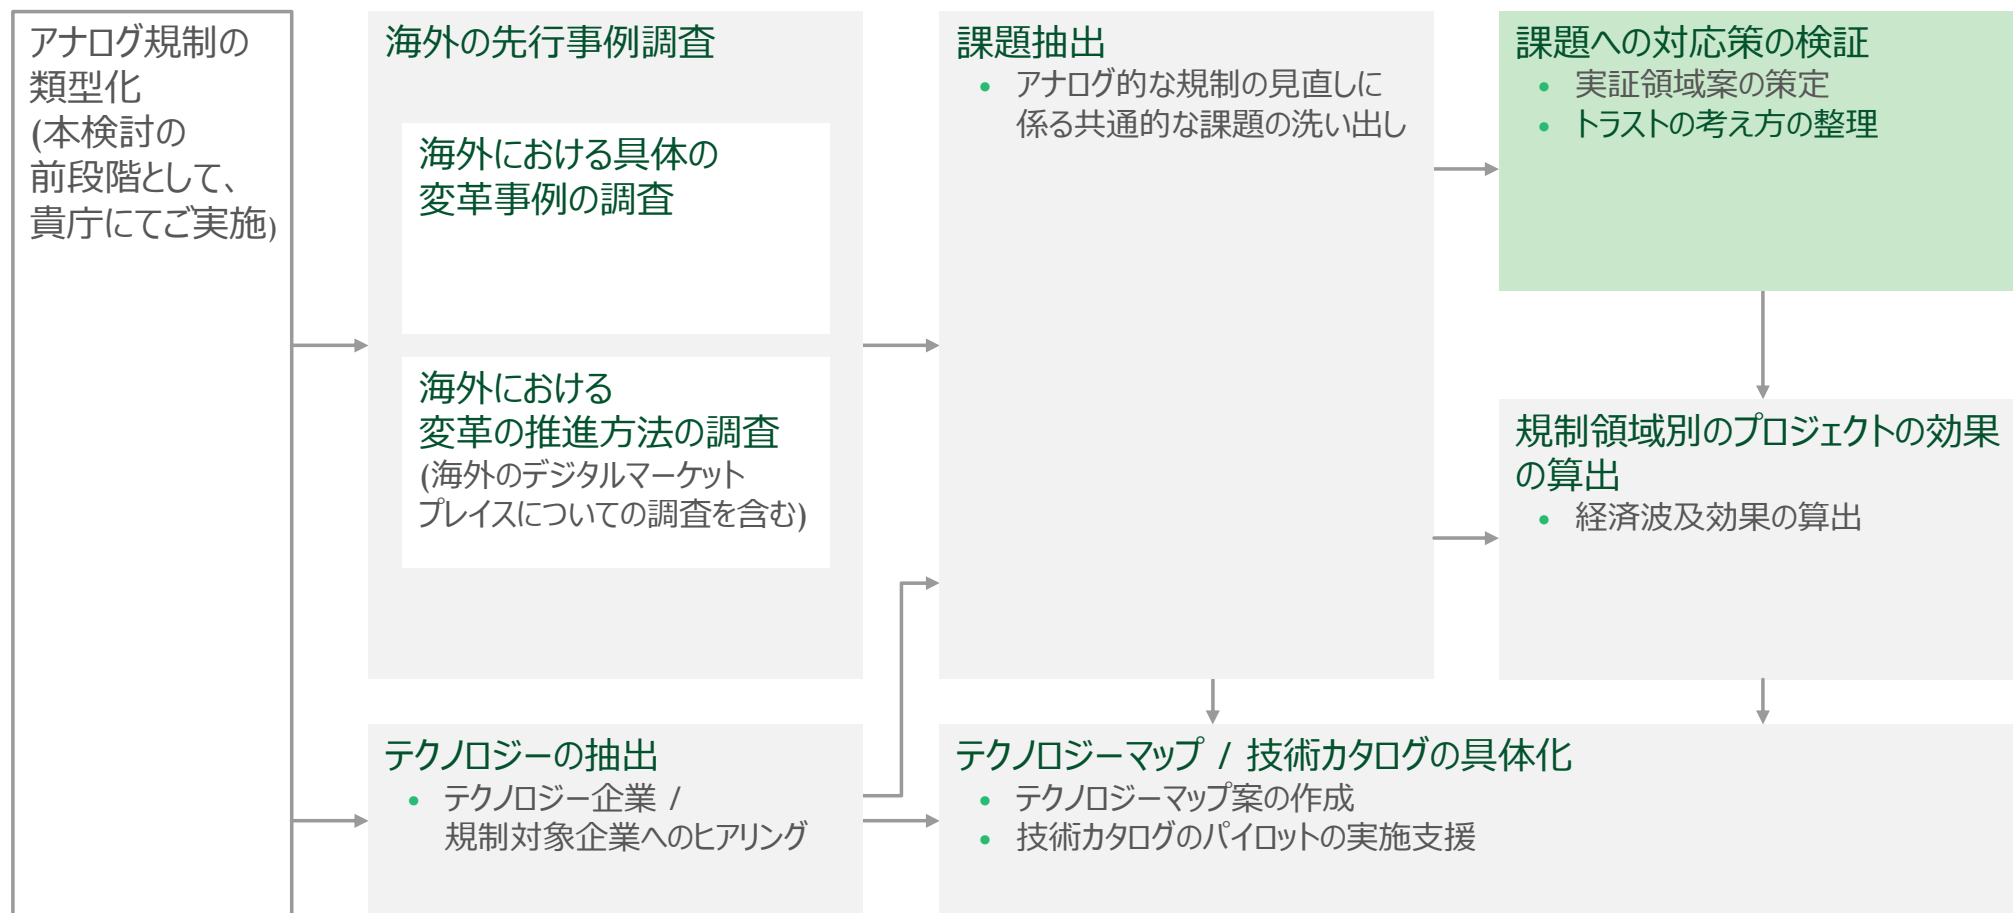 アナログ規制の
類型化
(本検討の
前段階として、
貴庁にてご実施)
海外の先行事例調査
海外における具体の
変革事例の調査
海外における
変革の推進方法の調査
(海外のデジタルマーケット
プレイスについての調査を含む)
課題抽出
• アナログ的な規制の見直しに
係る共通的な課題の洗い出し
課題への対応策の検証
• 実証領域案の策定
• トラストの考え方の整理
規制領域別のプロジェクトの効果
の算出
• 経済波及効果の算出
テクノロジーの抽出
• テクノロジー企業 /
規制対象企業へのヒアリング
テクノロジーマップ / 技術カタログの具体化
• テクノロジーマップ案の作成
• 技術カタログのパイロットの実施支援